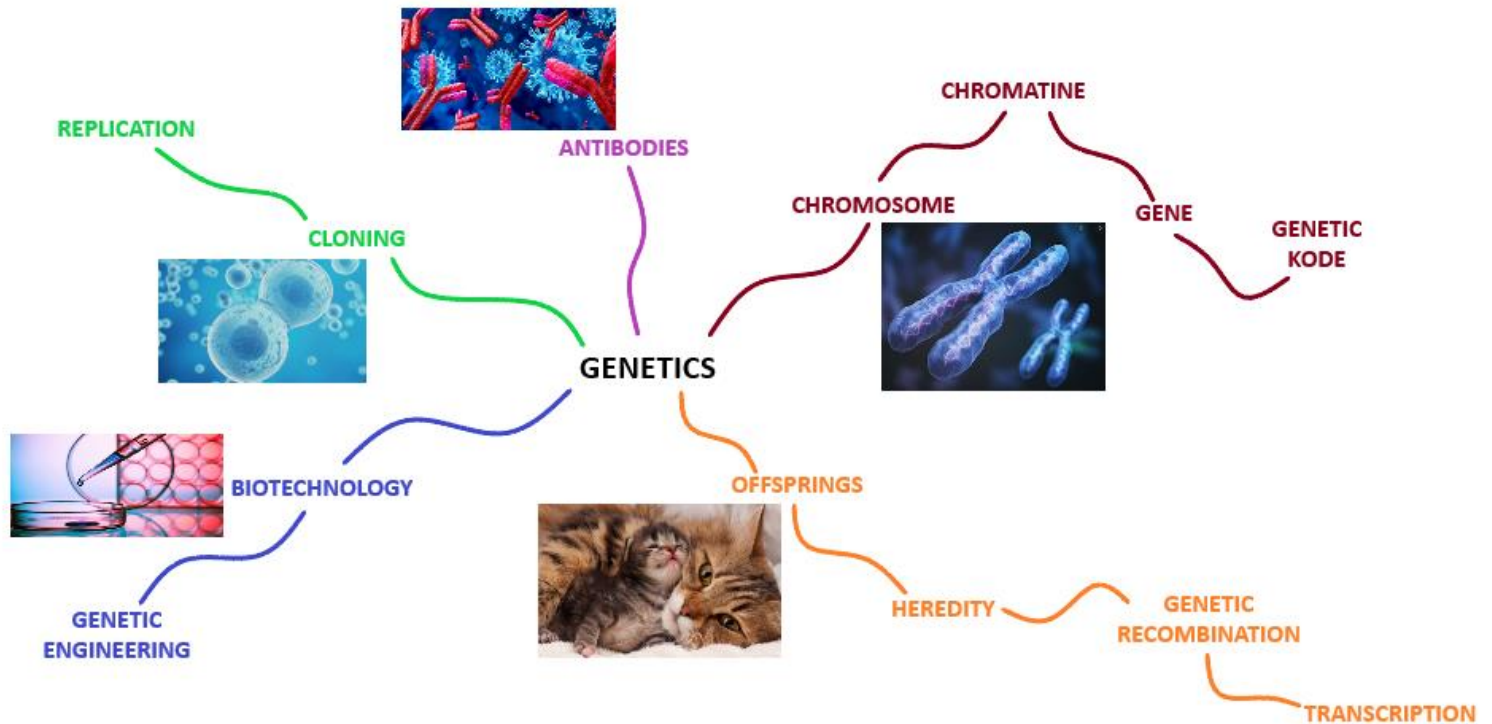 CHROMATINE
REPLICATION
ANTIBODIES
CHROMOSOME
GENE
GENETIC
KODE
CLONING
GENETICS
BIOTECHNOLOGY
OFFSPRINGS
GENETIC
ENGINEERING
HEREDITY
GENETIC
RECOMBINATION
TRANSCRIPTION